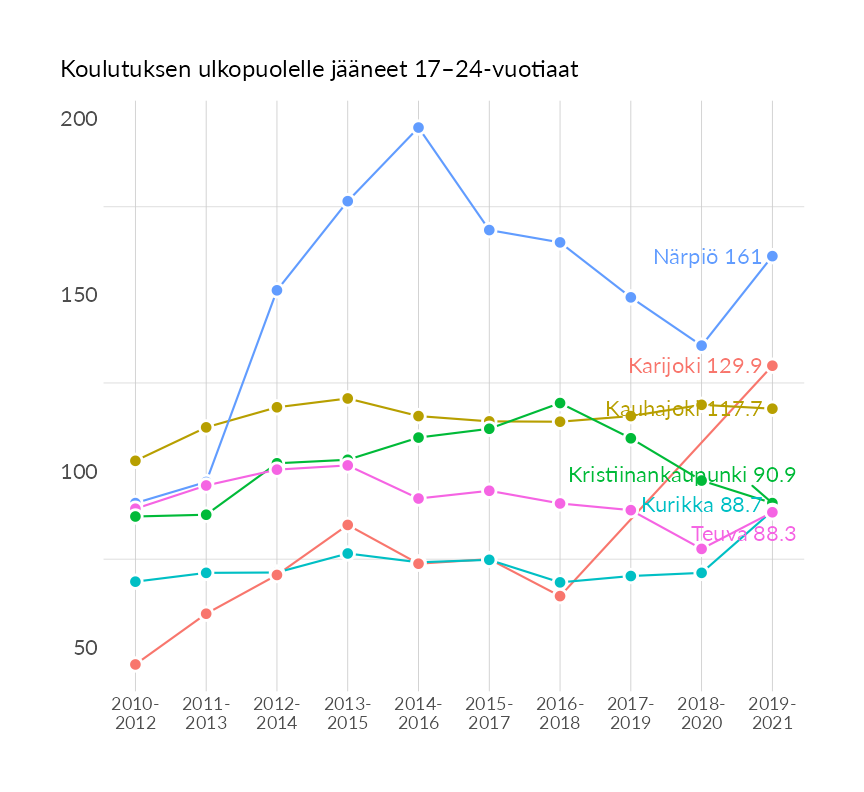 Koulutuksen ulkopuolelle jääneet 17–24-vuotiaat
200
150
100
50
Närpiö 161
Karijoki 129.9
Kauhajoki 117.7
Kristiinankaupunki 90.9
Kurikka 88.7
Teuva 88.3
2010- 2011- 2012- 2013- 2014- 2015- 2016- 2017- 2018- 2019-
2012 2013 2014 2015 2016 2017 2018 2019 2020 2021